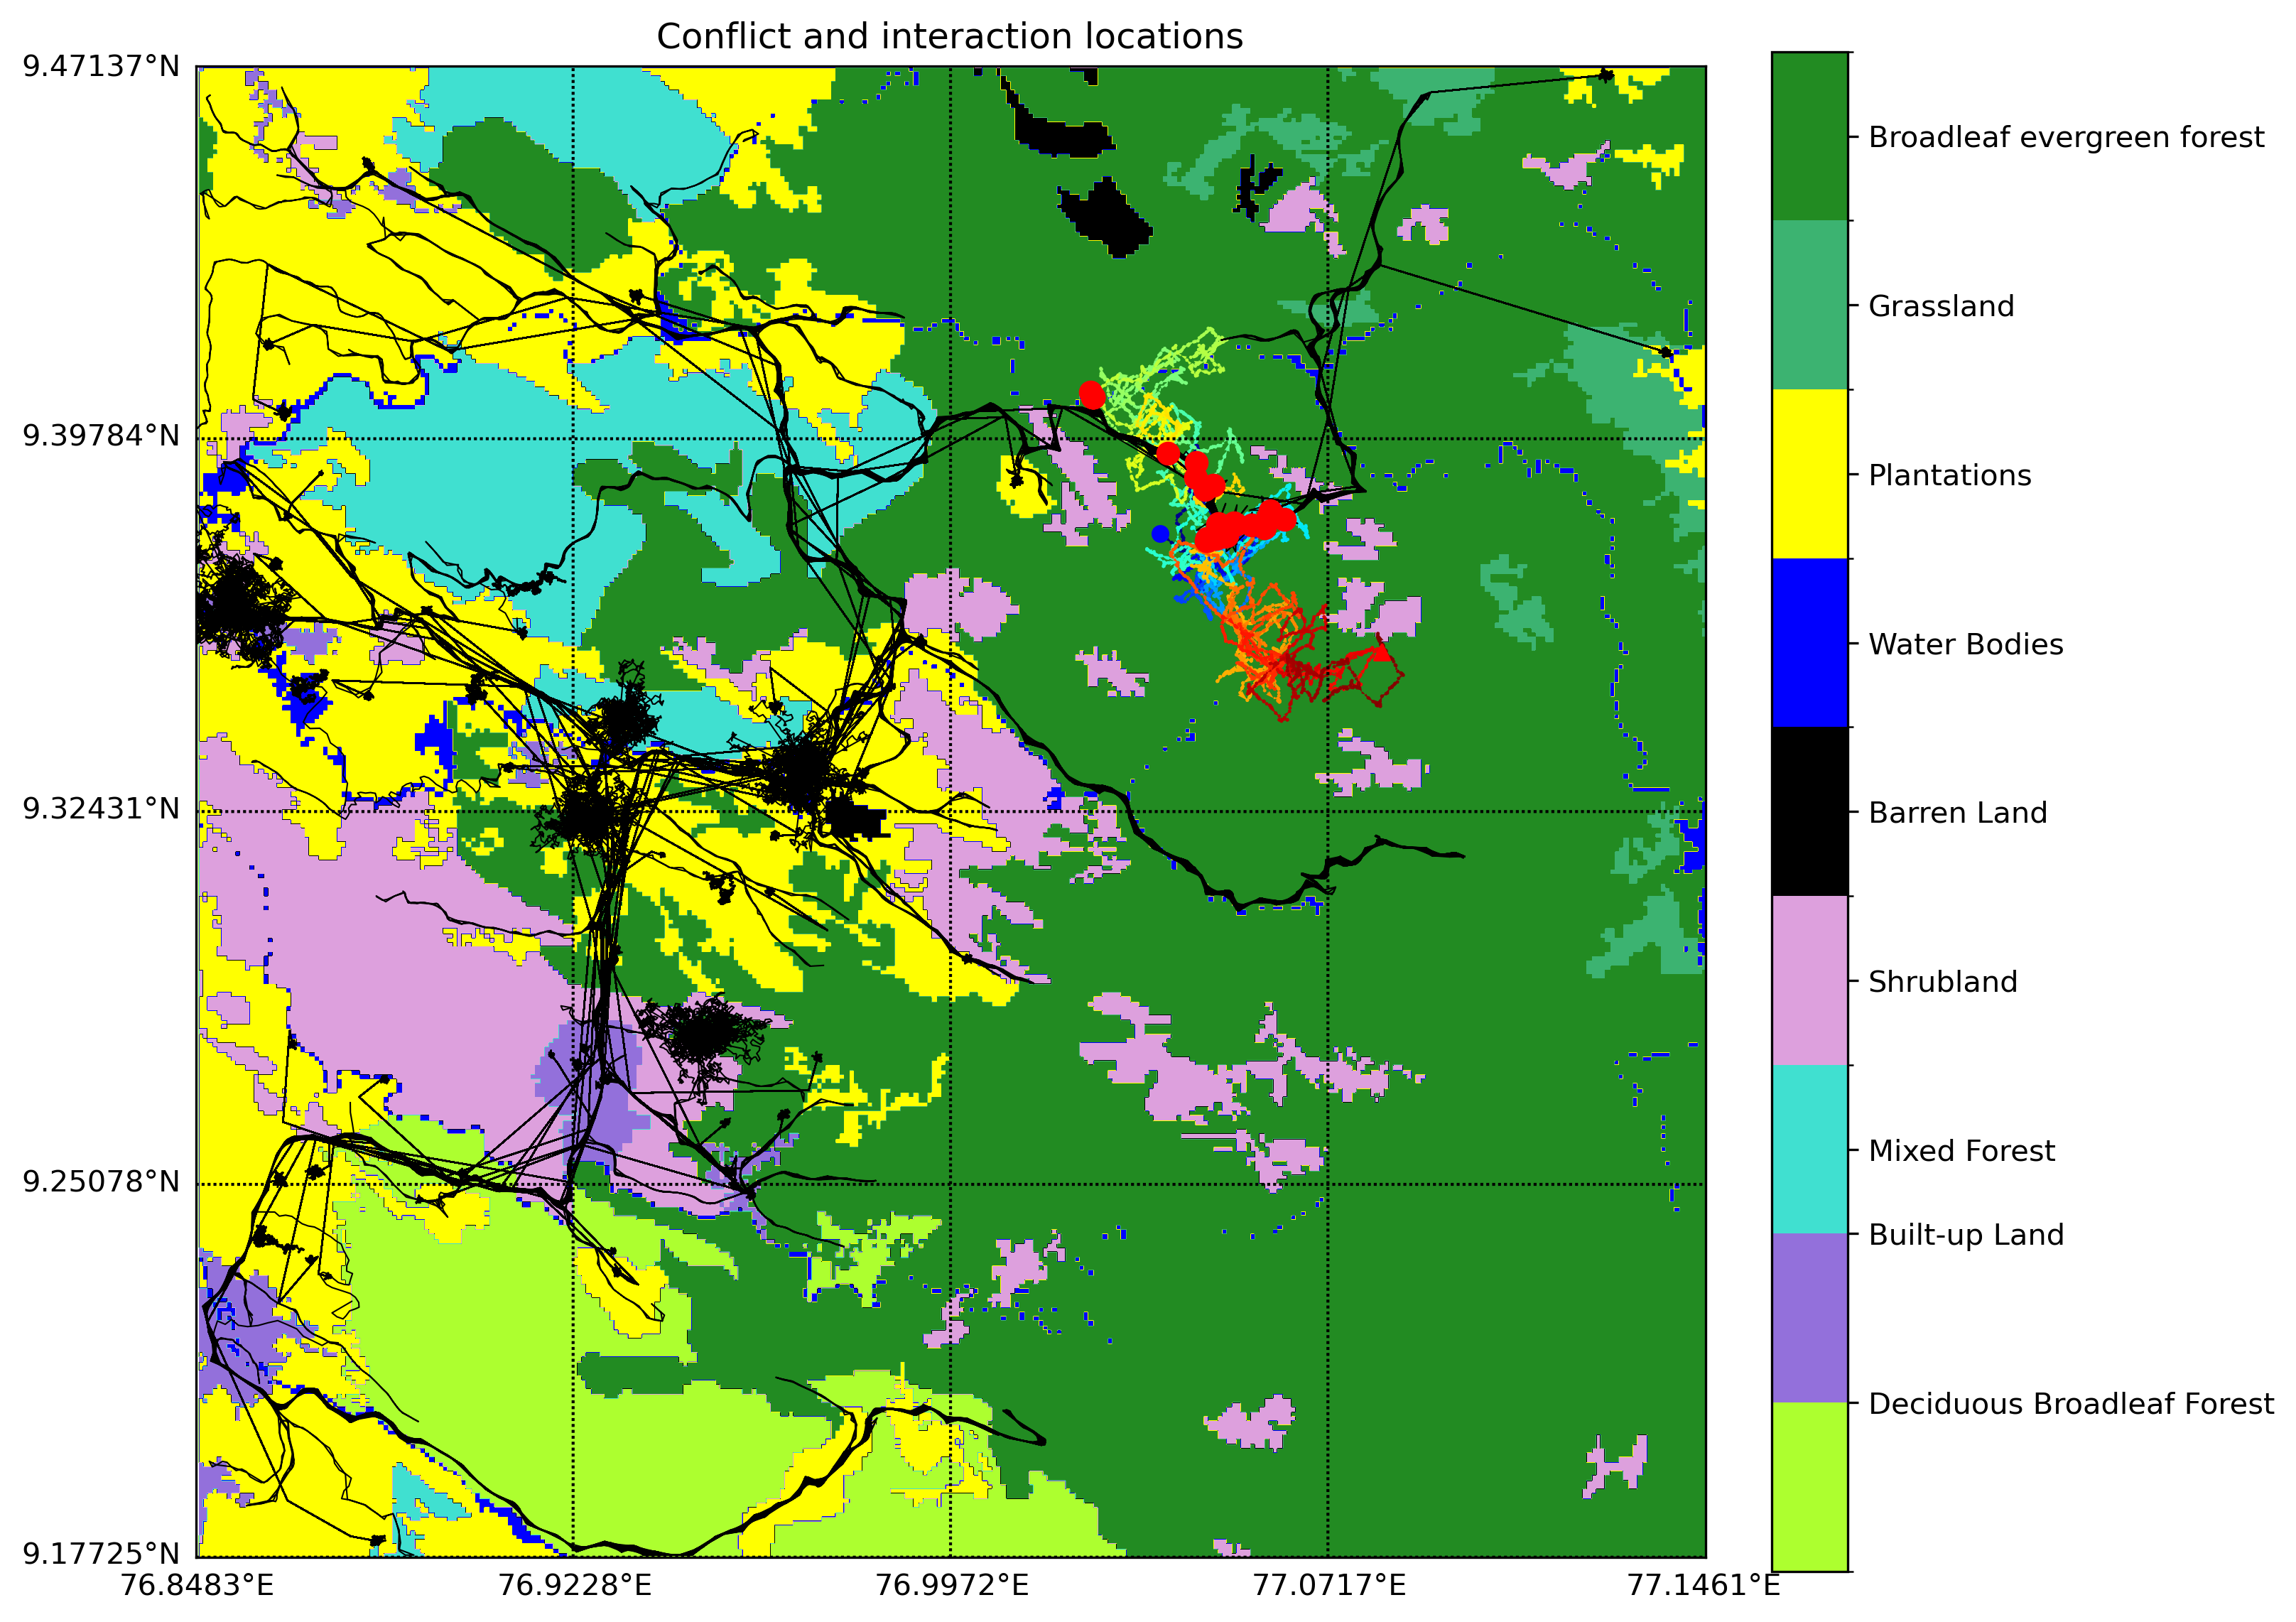 Conflict and interaction locations
9.47137°N
9.39784°N
9.32431°N
9.25078°N
9.17725°N
76.8483°E 76.9228°E 76.9972°E 77.0717°E 77.1461°E
Broadleaf evergreen forest
Grassland
Plantations
Water Bodies
Barren Land
Shrubland
Mixed Forest
Built-up Land
Deciduous Broadleaf Forest